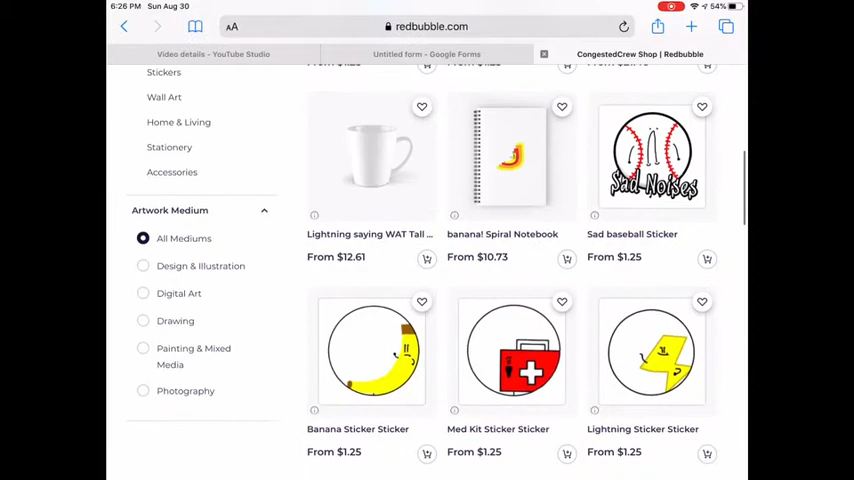 6:26 PM Sun Aug 30
54%
AA
redbubble.com
Video details - YouTube Studio
Untitled form - Google Forms
CongestedCrew Shop | Redbubble
Stickers
Wall Art
Home & Living
Stationery
Accessories
Artwork Medium
All Mediums
Design & Illustration
Digital Art
Drawing
Painting & Mixed
Media
Photography
Sad Noises
Lightning saying WAT Tall ...
banana! Spiral Notebook
Sad baseball Sticker
From $12.61
From $10.73
From $1.25
Banana Sticker Sticker
Med Kit Sticker Sticker
Lightning Sticker Sticker
From $1.25
From $1.25
From $1.25